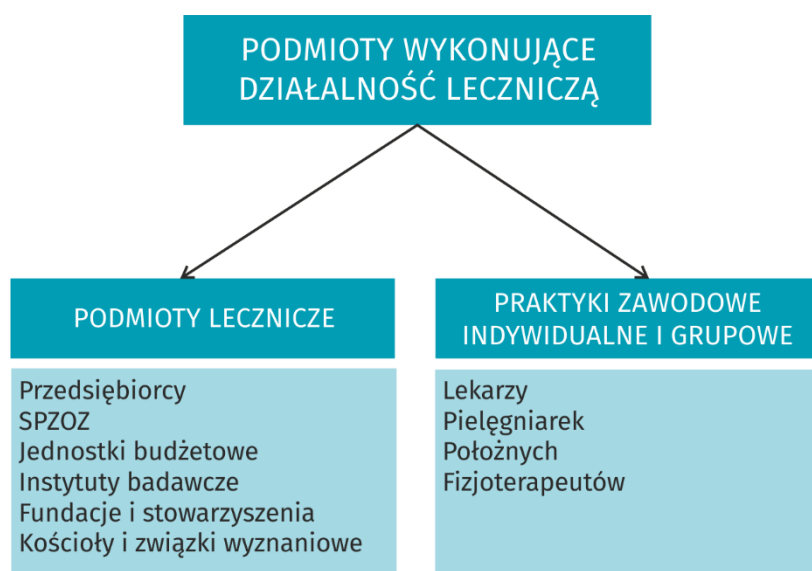 PODMIOTY WYKONUJĄCE
DZIAŁALNOŚĆ LECZNICZĄ
PODMIOTY LECZNICZE
Przedsiębiorcy
SPZOZ
Jednostki budżetowe
Instytuty badawcze
Fundacje i stowarzyszenia
Kościoły i związki wyznaniowe
PRAKTYKI ZAWODOWE
INDYWIDUALNE I GRUPOWE
Lekarzy
Pielęgniarek
Położnych
Fizjoterapeutów